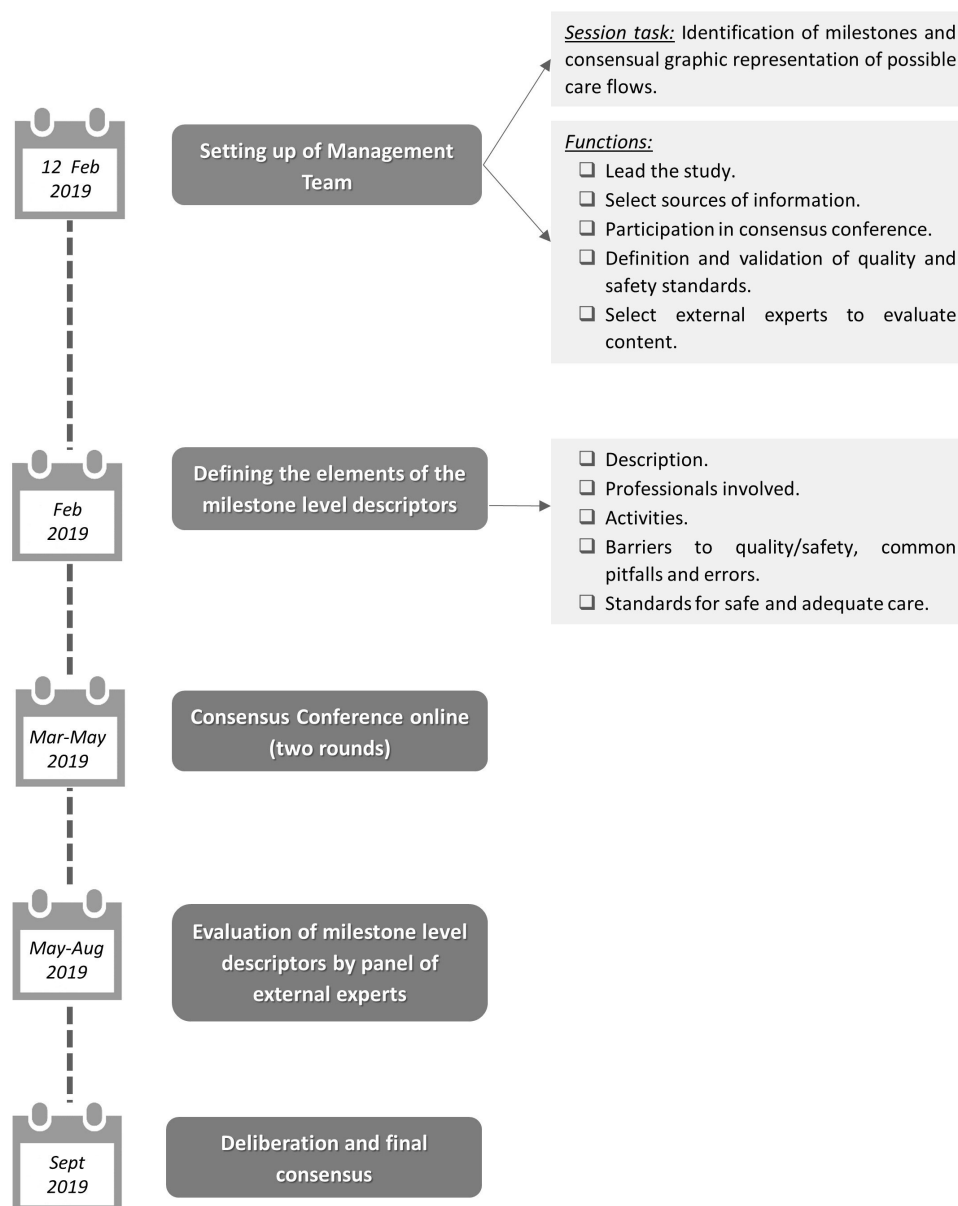 12 Feb
2019
Setting up of Management
Team
Session task: Identification of milestones and
consensual graphic representation of possible
care flows.
Functions:
Lead the study.
Select sources of information.
Participation in consensus conference.
Definition and validation of quality and
safety standards.
Select external experts to evaluate
content.
Feb
2019
Defining the elements of the
milestone level descriptors
Description.
Professionals involved.
Activities.
Barriers to quality/safety, common
pitfalls and errors.
Standards for safe and adequate care.
Mar-May
2019
Consensus Conference online
(two rounds)
May-Aug
2019
Evaluation of milestone level
descriptors by panel of
external experts
Sept
2019
Deliberation and final
consensus